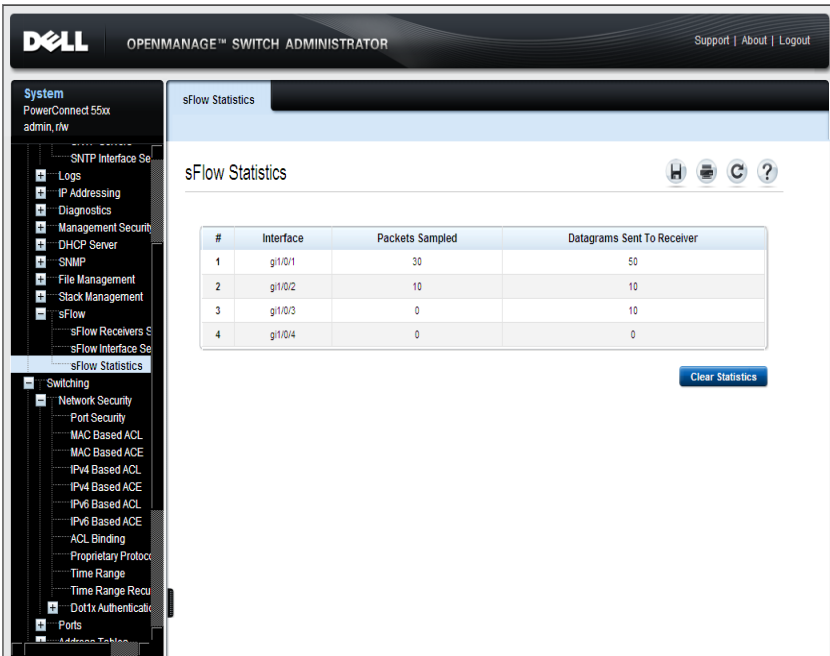 DELL OPENMANAGE™ SWITCH ADMINISTRATOR Support | About | Logout
System
PowerConnect 55xx
admin, r/w
SNTP Interface Se
Logs
IP Addressing
Diagnostics
Management Securit
DHCP Server
SNMP
File Management
Stack Management
sFlow
sFlow Receivers S
sFlow Interface Se
sFlow Statistics
Switching
Network Security
Port Security
MAC Based ACL
MAC Based ACE
IPv4 Based ACL
IPv4 Based ACE
IPv6 Based ACL
IPv6 Based ACE
ACL Binding
Proprietary Protoco
Time Range
Time Range Recu
Dot1x Authenticatio
Ports
Address Tables
sFlow Statistics
sFlow Statistics
# Interface Packets Sampled Datagrams Sent To Receiver
1 gi1/0/1 30 50
2 gi1/0/2 10 10
3 gi1/0/3 0 10
4 gi1/0/4 0 0
Clear Statistics